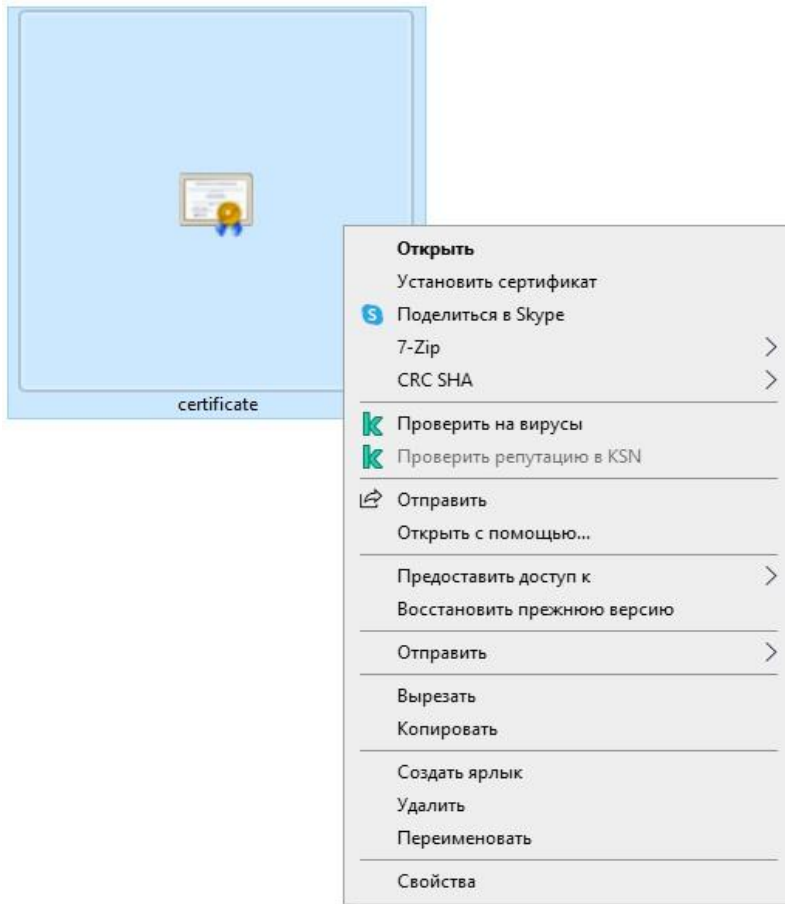 certificate
Открыть
Установить сертификат
Поделиться в Skype
7-Zip
CRC SHA
Проверить на вирусы
Проверить репутацию в KSN
Отправить
Открыть с помощью...
Предоставить доступ к
Восстановить прежнюю версию
Отправить
Вырезать
Копировать
Создать ярлык
Удалить
Переименовать
Свойства